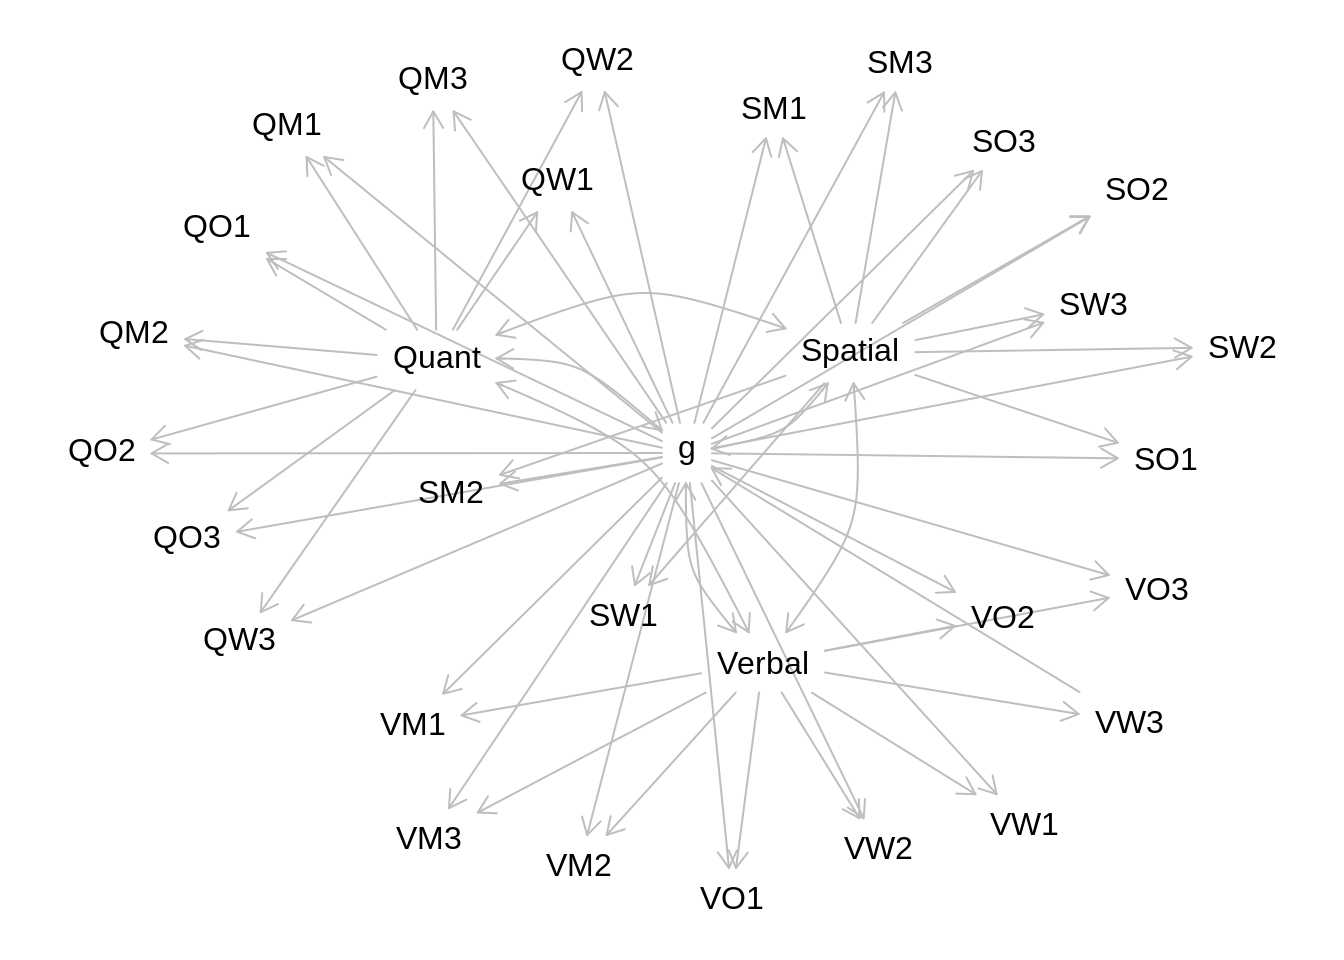 QW2
SM3
QM3
SM1
QM1
SO3
QW1
SO2
QO1
SW3
QM2
SW2
Quant
Spatial
QO2
g
SO1
SM2
QO3
VO3
SW1
VO2
QW3
Verbal
VM1
VW3
VM3
VW1
VM2
VW2
VO1